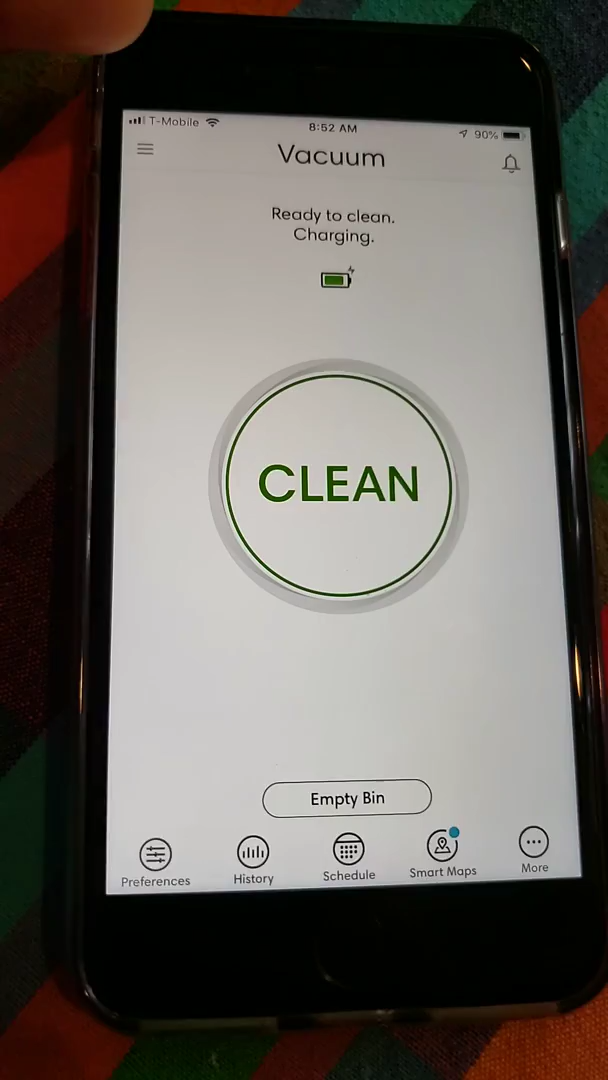 T-Mobile 8:52 AM 90%
Vacuum
Ready to clean.
Charging.
CLEAN
Empty Bin
Preferences History Schedule Smart Maps More